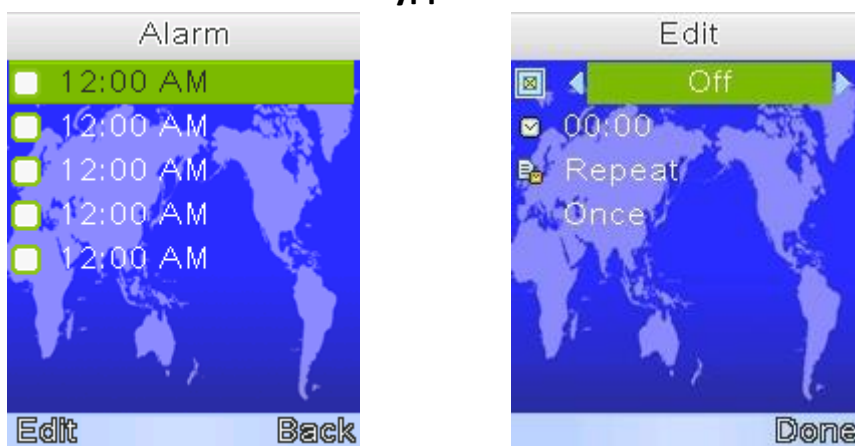 Alarm
12:00 AM
12:00 AM
12:00 AM
12:00 AM
12:00 AM
Edit Back
Edit
Off
00:00
Repeat
Once
Done